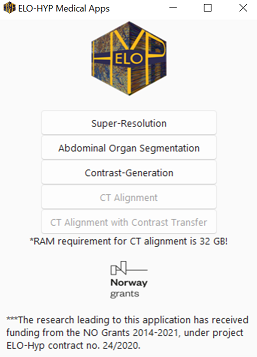 ELO-HYP Medical Apps
HYP
ELO
Super-Resolution
Abdominal Organ Segmentation
Contrast-Generation
CT Alignment
CT Alignment with Contrast Transfer
*RAM requirement for CT alignment is 32 GB!
Norway
grants
***The research leading to this application has received
funding from the NO Grants 2014-2021, under project
ELO-Hyp contract no. 24/2020.